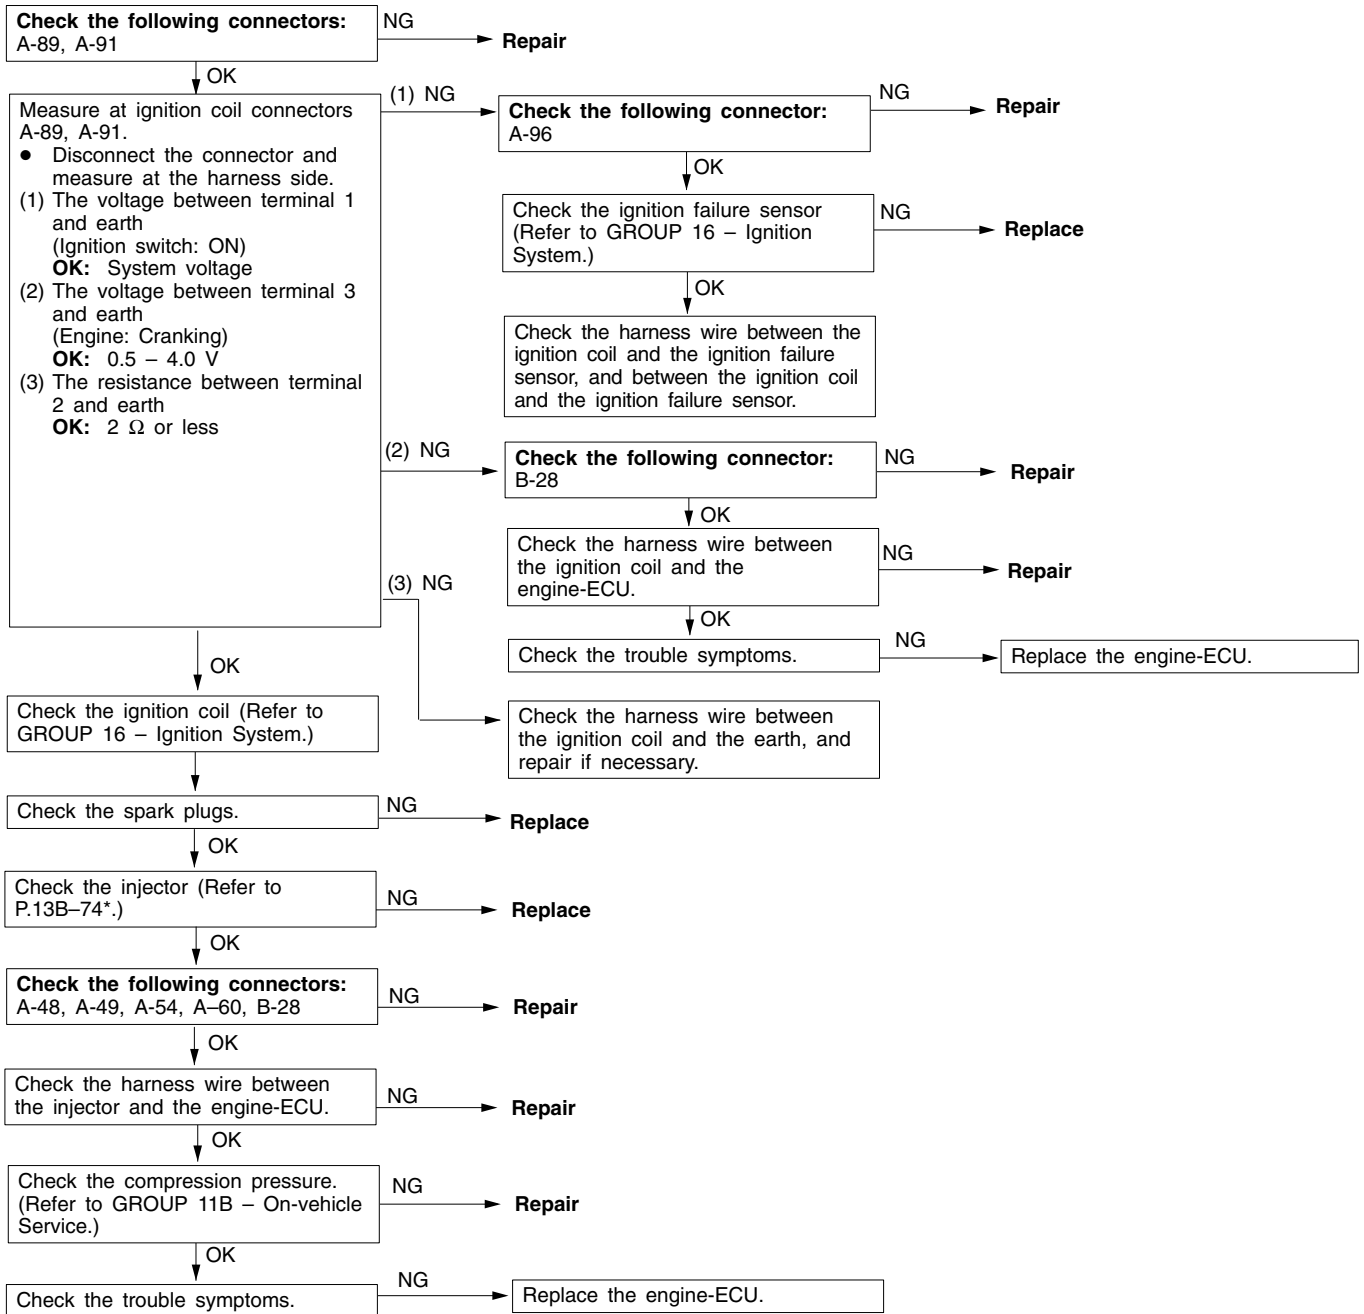 Check the following connectors:
A-89, A-91
NG
Repair
OK
Measure at ignition coil connectors
A-89, A-91.
● Disconnect the connector and
measure at the harness side.
(1) The voltage between terminal 1
and earth
(Ignition switch: ON)
OK: System voltage
(2) The voltage between terminal 3
and earth
(Engine: Cranking)
OK: 0.5 – 4.0 V
(3) The resistance between terminal
2 and earth
OK: 2 Ω or less
(1) NG
Check the following connector:
A-96
NG
Repair
OK
Check the ignition failure sensor
(Refer to GROUP 16 – Ignition
System.)
NG
Replace
OK
Check the harness wire between the
ignition coil and the ignition failure
sensor, and between the ignition coil
and the ignition failure sensor.
(2) NG
Check the following connector:
B-28
NG
Repair
OK
Check the harness wire between
the ignition coil and the
engine-ECU.
NG
Repair
OK
Check the trouble symptoms.
NG
Replace the engine-ECU.
(3) NG
Check the harness wire between
the ignition coil and the earth, and
repair if necessary.
OK
Check the ignition coil (Refer to
GROUP 16 – Ignition System.)
Check the spark plugs.
NG
Replace
OK
Check the injector (Refer to
P.13B–74*.)
NG
Replace
OK
Check the following connectors:
A-48, A-49, A-54, A–60, B-28
NG
Repair
OK
Check the harness wire between
the injector and the engine-ECU.
NG
Repair
OK
Check the compression pressure.
(Refer to GROUP 11B – On-vehicle
Service.)
NG
Repair
OK
Check the trouble symptoms.
NG
Replace the engine-ECU.